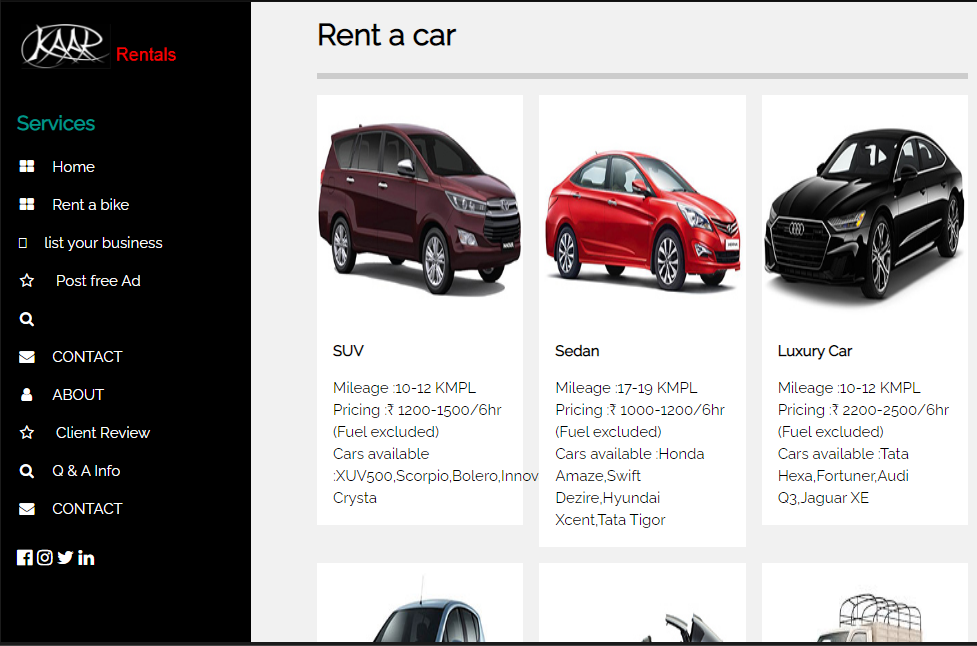 KAAR Rentals
Services
Home
Rent a bike
list your business
Post free Ad
CONTACT
ABOUT
Client Review
Q & A Info
CONTACT
Rent a car
SUV
Mileage :10-12 KMPL
Pricing :₹ 1200-1500/6hr
(Fuel excluded)
Cars available
:XUV500,Scorpio,Bolero,Innov
Crysta
Sedan
Mileage :17-19 KMPL
Pricing :₹ 1000-1200/6hr
(Fuel excluded)
Cars available :Honda
Amaze,Swift
Dezire,Hyundai
Xcent,Tata Tigor
Luxury Car
Mileage :10-12 KMPL
Pricing :₹ 2200-2500/6hr
(Fuel excluded)
Cars available :Tata
Hexa,Fortuner,Audi
Q3,Jaguar XE